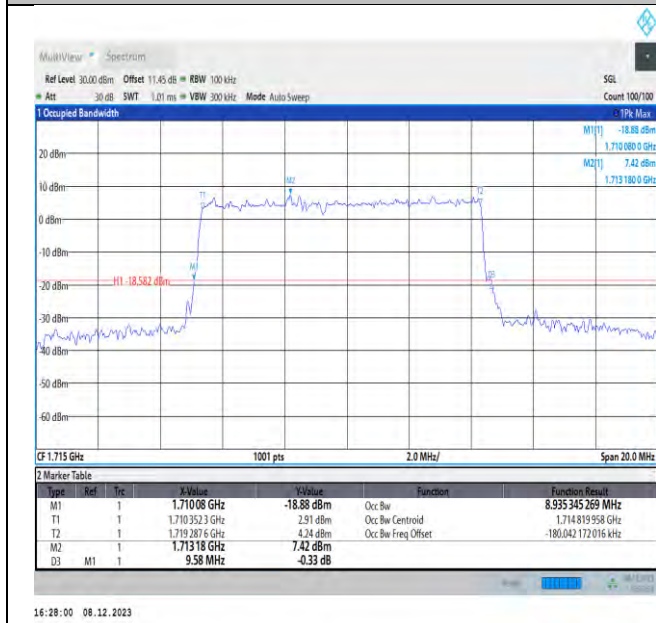 MultiView Spectrum
Ref Level 30.00 dBm Offset 11.45 dB RBW 100 kHz SGL
Att 30 dB SWT 1.01 ms VBW 300 kHz Mode Auto Sweep Count 100/100
1 Occupied Bandwidth 1Pk Max
M1[1] -18.88 dBm
1.710 080 0 GHz
M2[1] 7.42 dBm
1.713 180 0 GHz
20 dBm
10 dBm
T1 M2 T2
0 dBm
-10 dBm
M1 D3
H1 -18.582 dBm
-20 dBm
-30 dBm
-40 dBm
-50 dBm
-60 dBm
CF 1.715 GHz 1001 pts 2.0 MHz/ Span 20.0 MHz
2 Marker Table
Type Ref Trc X-Value Y-Value Function Function Result
M1 1 1.710 08 GHz -18.88 dBm Occ Bw 8.935 345 269 MHz
T1 1 1.710 352 3 GHz 2.91 dBm Occ Bw Centroid 1.714 819 958 GHz
T2 1 1.719 287 6 GHz 4.24 dBm Occ Bw Freq Offset -180.042 172 016 kHz
M2 1 1.713 18 GHz 7.42 dBm
D3 M1 1 9.58 MHz -0.33 dB
16:28:00 08.12.2023